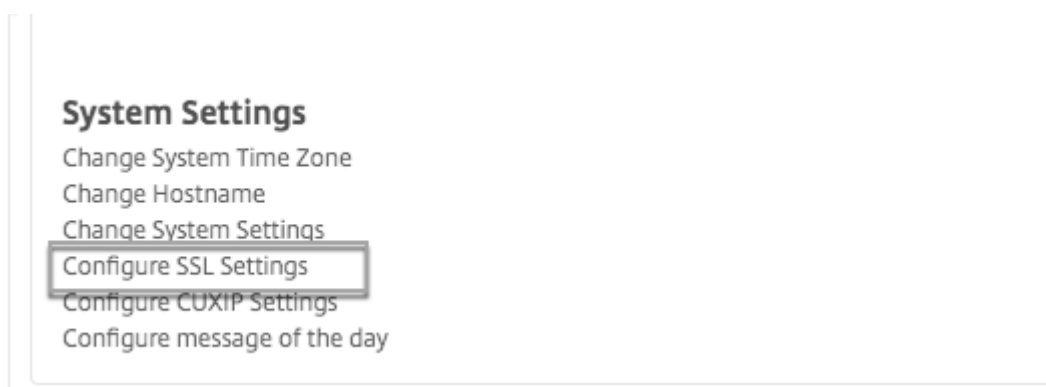 System Settings
Change System Time Zone
Change Hostname
Change System Settings
Configure SSL Settings
Configure CUXIP Settings
Configure message of the day